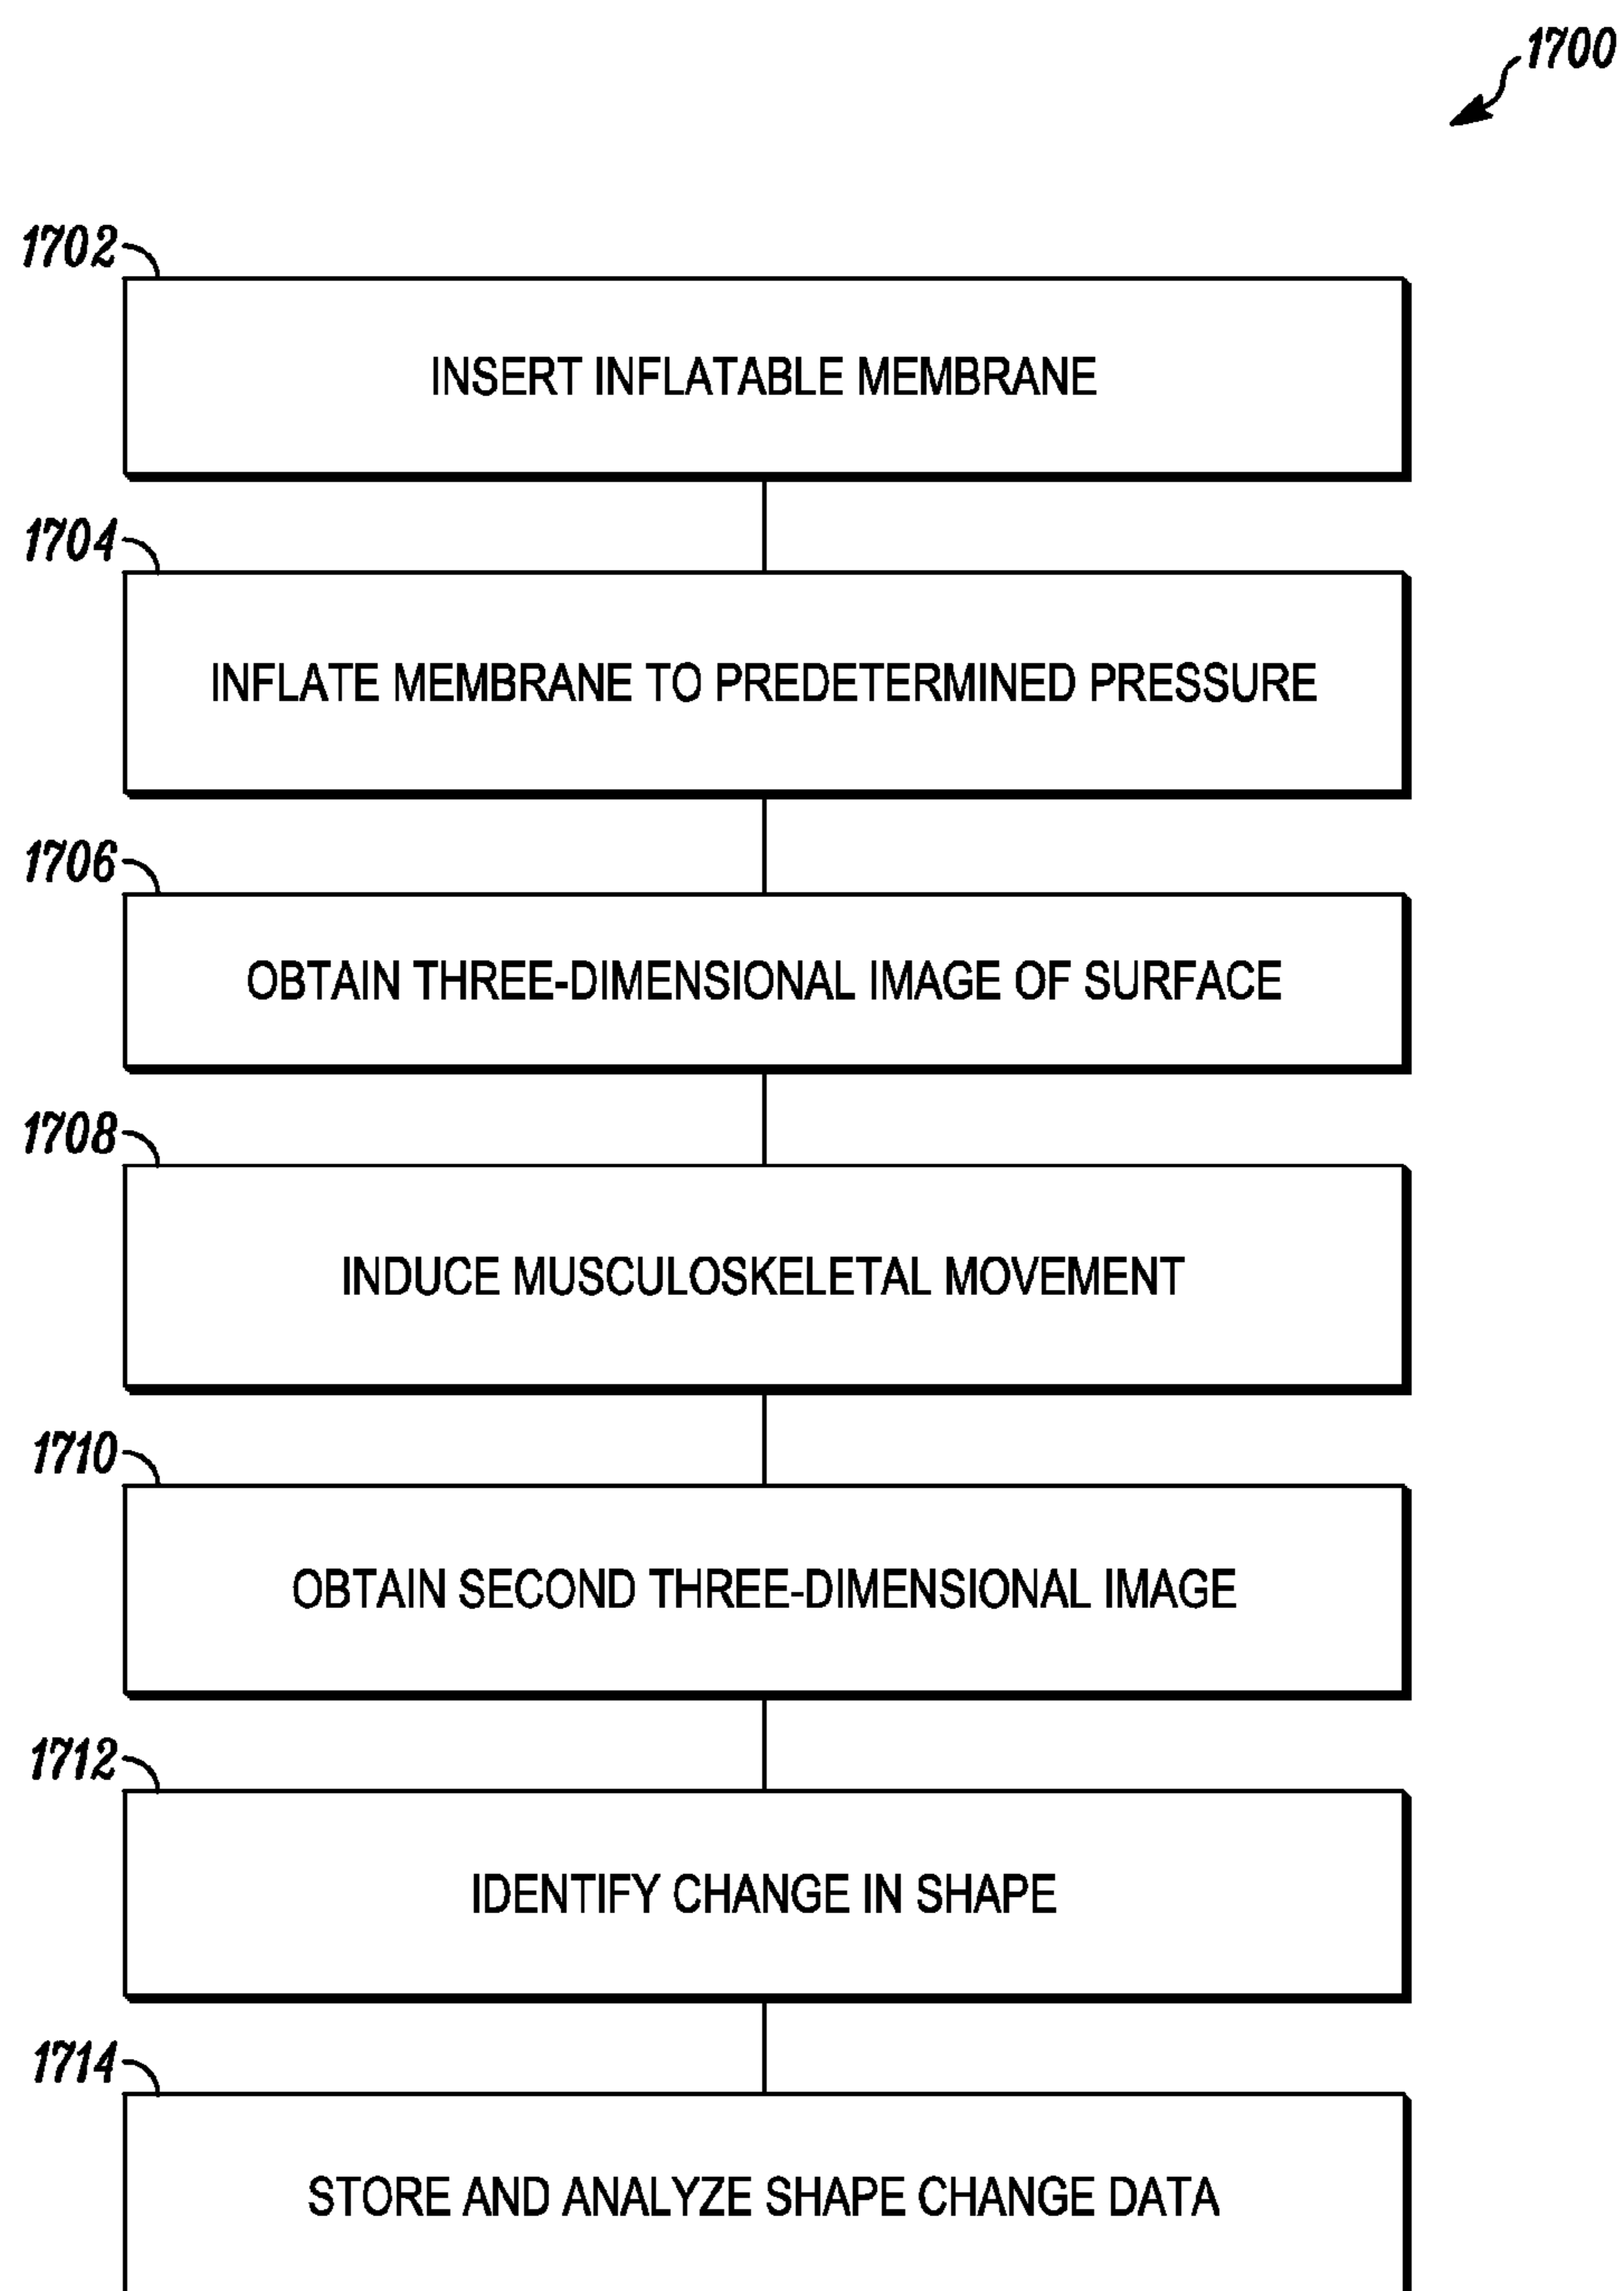 1700
1702
INSERT INFLATABLE MEMBRANE
1704
INFLATE MEMBRANE TO PREDETERMINED PRESSURE
1706
OBTAIN THREE-DIMENSIONAL IMAGE OF SURFACE
1708
INDUCE MUSCULOSKELETAL MOVEMENT
1710
OBTAIN SECOND THREE-DIMENSIONAL IMAGE
1712
IDENTIFY CHANGE IN SHAPE
1714
STORE AND ANALYZE SHAPE CHANGE DATA